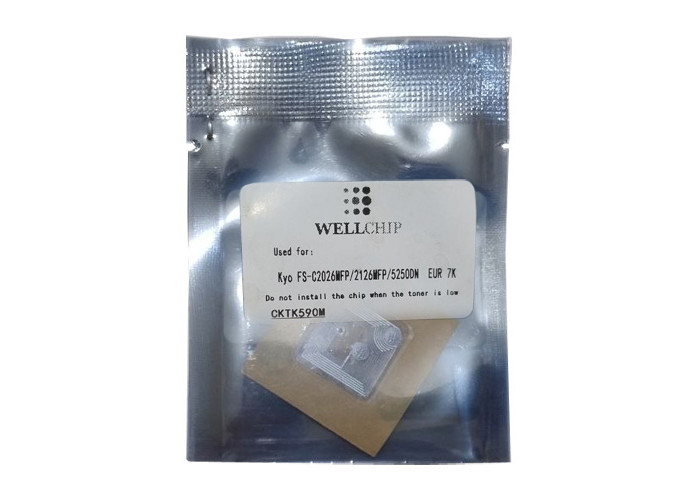 WELLCHIP
Used for:
Kyo FS-C2026MFP/2126MFP/5250DN EUR 7K
Do not install the chip when the toner is low
CKTK590M